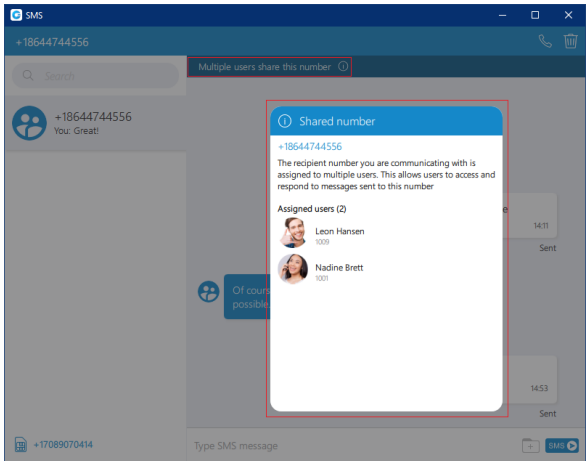 SMS
+18644744556
Search
Multiple users share this number
+18644744556
You: Great!
Shared number
+18644744556
The recipient number you are communicating with is
assigned to multiple users. This allows users to access and
respond to messages sent to this number
Assigned users (2)
Leon Hansen
1009
Nadine Brett
1001
e
14:11
Sent
Of cours
possible
14:53
Sent
+17089070414
Type SMS message
SMS